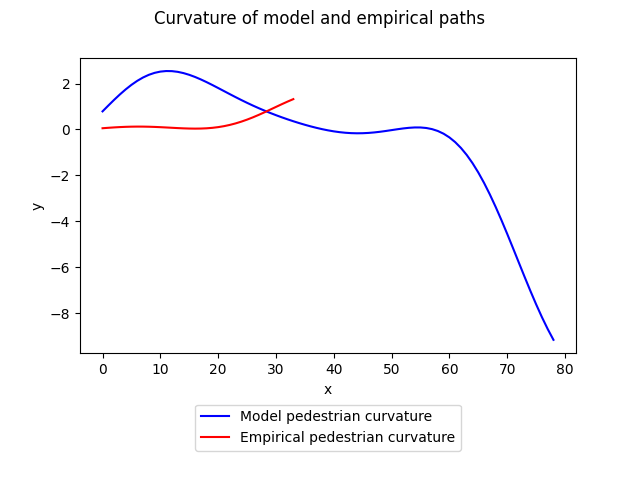 Curvature of model and empirical paths
2
0
−2
−4
−6
−8
y
0 10 20 30 40 50 60 70 80
x
Model pedestrian curvature
Empirical pedestrian curvature